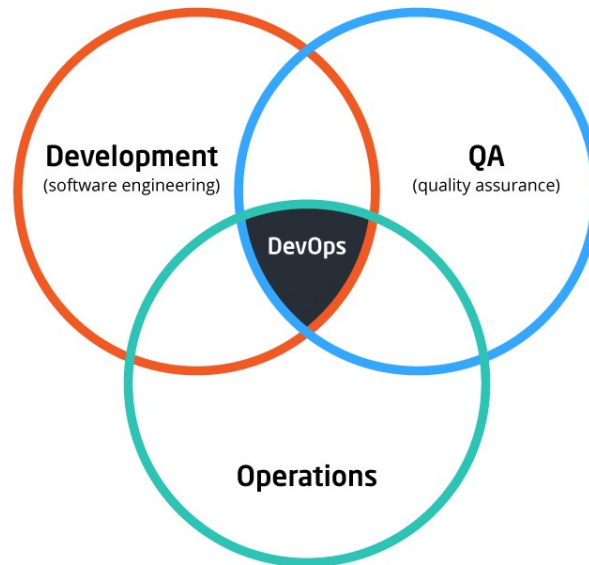 Development
(software engineering)
QA
(quality assurance)
DevOps
Operations